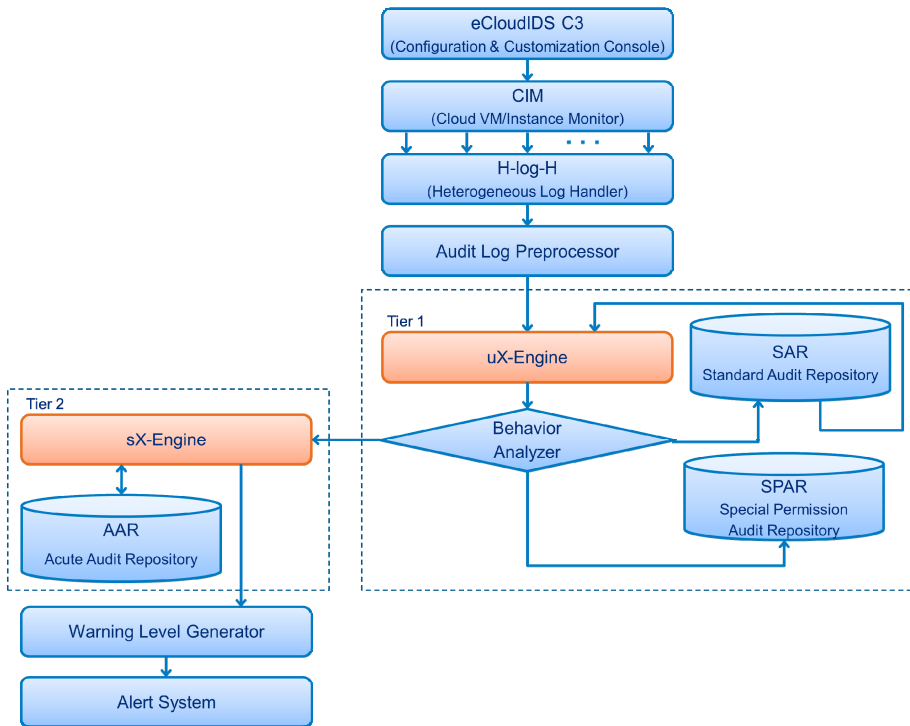 eCloudIDS C3
(Configuration & Customization Console)
CIM
(Cloud VM/Instance Monitor)
H-log-H
(Heterogeneous Log Handler)
Audit Log Preprocessor
Tier 1
uX-Engine
SAR
Standard Audit Repository
Behavior
Analyzer
SPAR
Special Permission
Audit Repository
Tier 2
sX-Engine
AAR
Acute Audit Repository
Warning Level Generator
Alert System